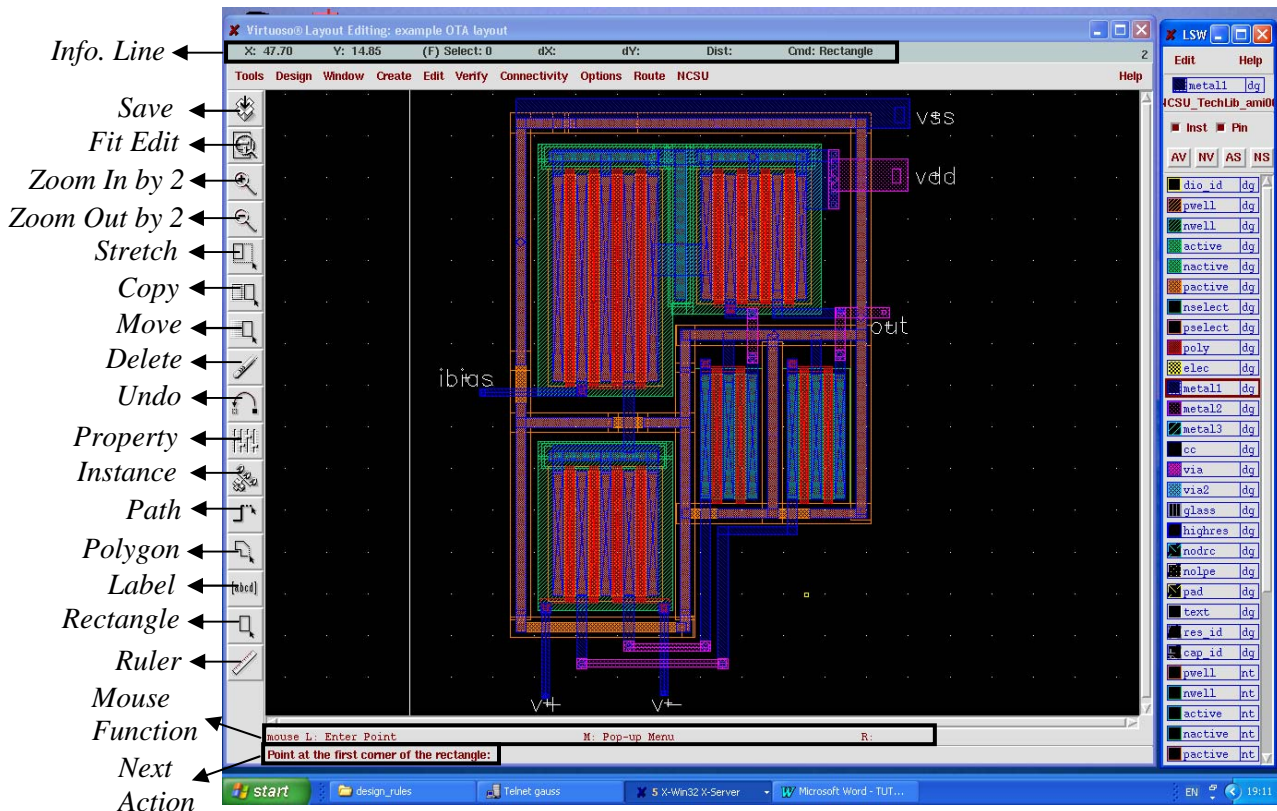 Virtuoso® Layout Editing: example OTA layout
Info. Line
X: 47.70 Y: 14.85 (F) Select: 0 dX: dY: Dist: Cmd: Rectangle 2
Tools Design Window Create Edit Verify Connectivity Options Route NCSU Help
Save
Fit Edit
Zoom In by 2
Zoom Out by 2
Stretch
Copy
Move
Delete
Undo
Property
Instance
Path
Polygon
Label
[abcd]
Rectangle
Ruler
Mouse
Function
Next
Action
vss
vdd
out
ibias
v+
v-
mouse L: Enter Point M: Pop-up Menu R:
Point at the first corner of the rectangle:
LSW
Edit Help
metal1 dg
NCSU_TechLib_ami0
Inst Pin
AV NV AS NS
dio_id dg
pwell dg
nwell dg
active dg
nactive dg
pactive dg
nselect dg
pselect dg
poly dg
elec dg
metal1 dg
metal2 dg
metal3 dg
cc dg
via dg
via2 dg
glass dg
highres dg
nodrc dg
nolpe dg
pad dg
text dg
res_id dg
cap_id dg
pwell nt
nwell nt
active nt
nactive nt
pactive nt
start design_rules Telnet gauss 5 X-Win32 X-Server Microsoft Word - TUT... EN 19:11